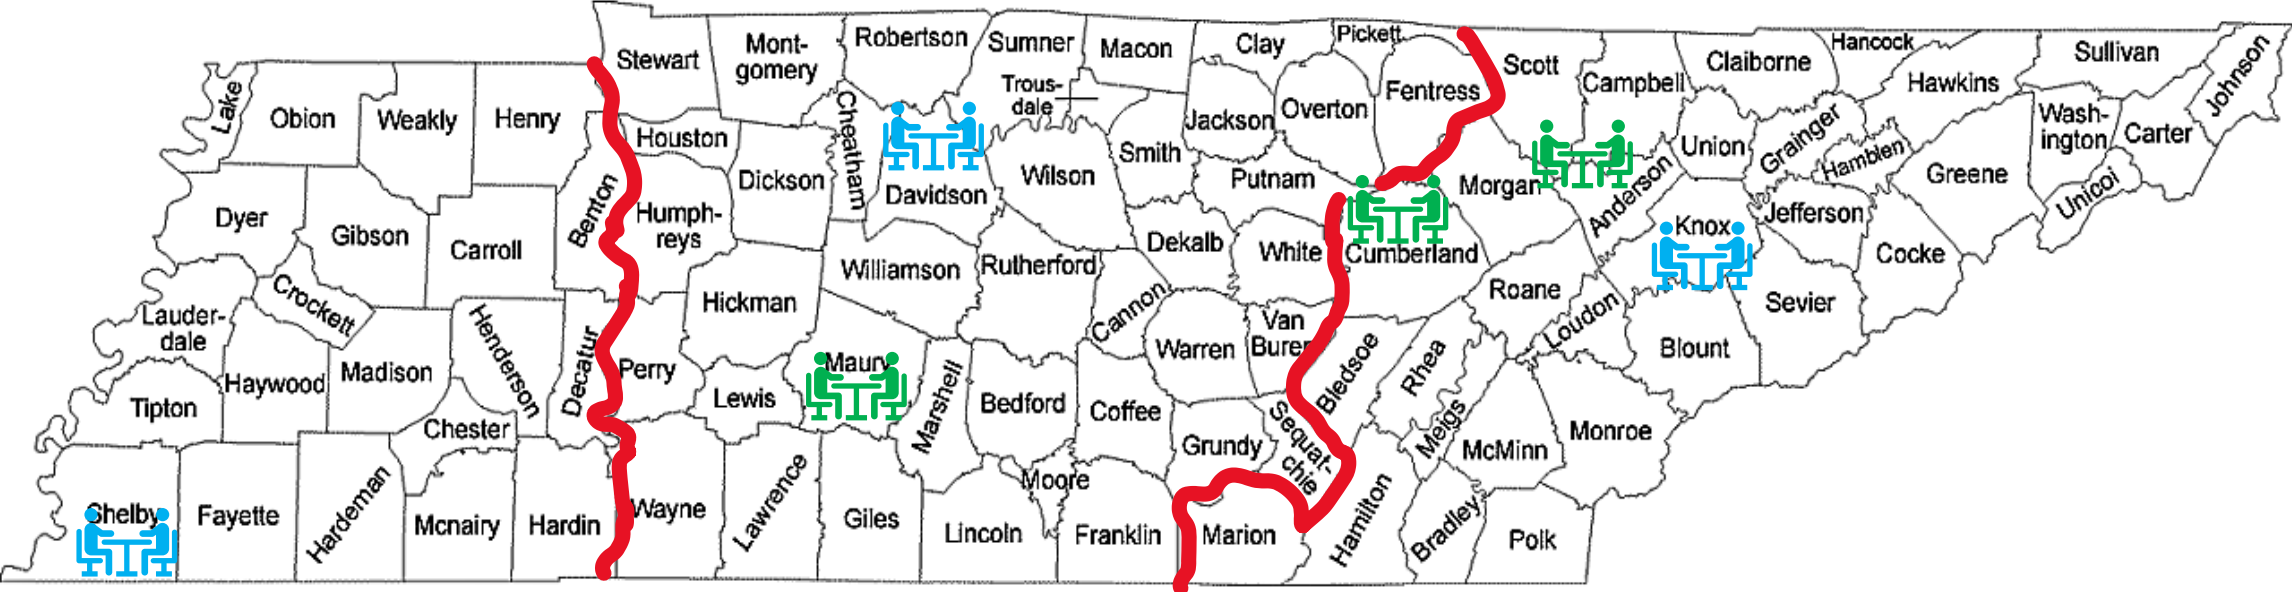 Stewart
Mont-
gomery
Robertson
Sumner
Macon
Clay
Pickett
Fentress
Scott
Campbell
Claiborne
Hancock
Hawkins
Sullivan
Johnson
Lake
Obion
Weakly
Henry
Houston
Dickson
Cheatham
Davidson
Trous-
dale
Wilson
Smith
Jackson
Overton
Putnam
Morgan
Anderson
Union
Grainger
Hamblen
Greene
Wash-
ington
Carter
Unicoi
Dyer
Gibson
Carroll
Benton
Humph-
reys
Hickman
Williamson
Rutherford
Cannon
Dekalb
White
Cumberland
Roane
Loudon
Knox
Jefferson
Sevier
Cocke
Lauder-
dale
Crockett
Haywood
Madison
Henderson
Decatur
Perry
Lewis
Maury
Marshall
Bedford
Coffee
Warren
Van
Buren
Bledsoe
Rhea
Meigs
Blount
Monroe
McMinn
Tipton
Chester
Grundy
Sequat-
chie
Shelby
Fayette
Hardeman
Mcnairy
Hardin
Wayne
Lawrence
Giles
Lincoln
Moore
Franklin
Marion
Hamilton
Bradley
Polk